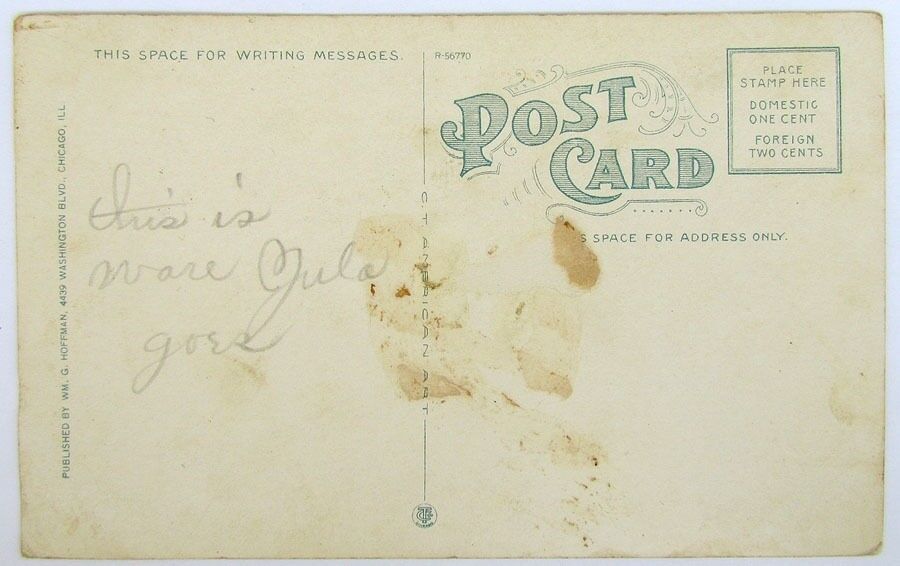 THIS SPACE FOR WRITING MESSAGES.
R-56770
POST
CARD
PLACE
STAMP HERE
DOMESTIC
ONE CENT
FOREIGN
TWO CENTS
S SPACE FOR ADDRESS ONLY.
this is
ware Jula
goes
C. T. AMERICAN ART
PUBLISHED BY WM. G. HOFFMAN, 4439 WASHINGTON BLVD., CHICAGO, ILL